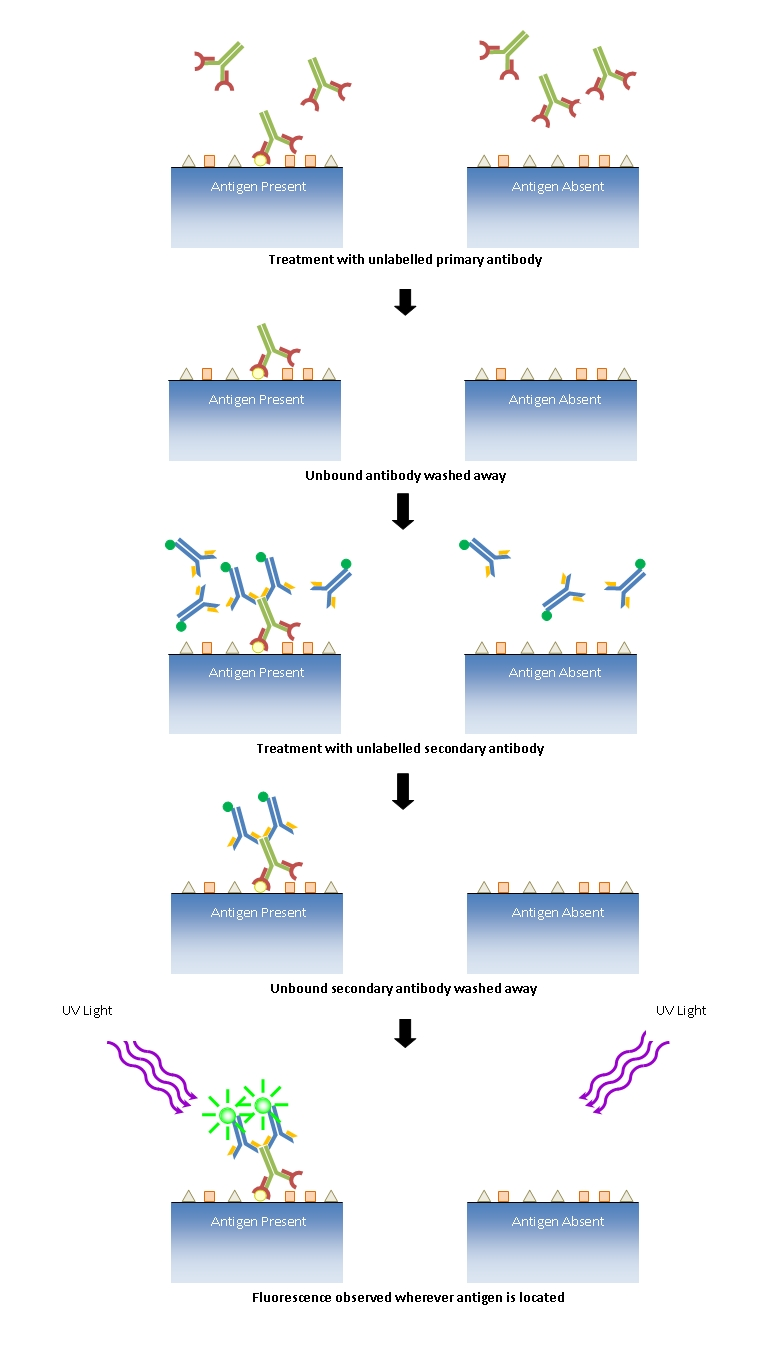 Antigen Present
Antigen Absent
Treatment with unlabelled primary antibody
Antigen Present
Antigen Absent
Unbound antibody washed away
Antigen Present
Antigen Absent
Treatment with unlabelled secondary antibody
Antigen Present
Antigen Absent
Unbound secondary antibody washed away
UV Light
UV Light
Antigen Present
Antigen Absent
Fluorescence observed wherever antigen is located